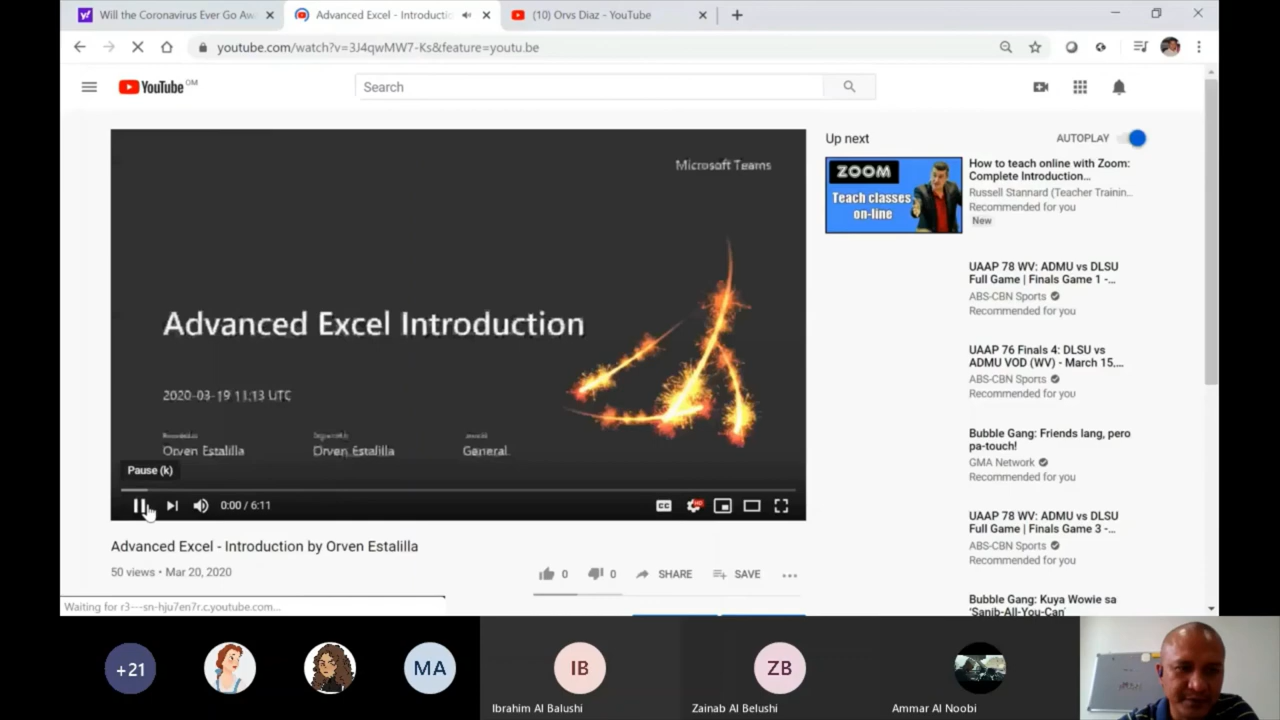 Will the Coronavirus Ever Go Aw
Advanced Excel - Introductio
(10) Orvs Diaz - YouTube
youtube.com/watch?v=3J4qwMW7-Ks&feature=youtu.be
YouTube OM
Search
Microsoft Teams
Advanced Excel Introduction
2020-03-19 11:13 UTC
Orven Estalilla
Orven Estalilla
General
Pause (k)
0:00 / 6:11
CC
HD
Advanced Excel - Introduction by Orven Estalilla
50 views • Mar 20, 2020
0
0
SHARE
SAVE
Waiting for r3---sn-hju7en7r.c.youtube.com...
Up next
AUTOPLAY
ZOOM
Teach classes
on-line
How to teach online with Zoom:
Complete Introduction...
Russell Stannard (Teacher Trainin...
Recommended for you
New
UAAP 78 WV: ADMU vs DLSU
Full Game | Finals Game 1 -...
ABS-CBN Sports
Recommended for you
UAAP 76 Finals 4: DLSU vs
ADMU VOD (WV) - March 15,...
ABS-CBN Sports
Recommended for you
Bubble Gang: Friends lang, pero
pa-touch!
GMA Network
Recommended for you
UAAP 78 WV: ADMU vs DLSU
Full Game | Finals Game 3 -...
ABS-CBN Sports
Recommended for you
Bubble Gang: Kuya Wowie sa
'Sanib-All-You-Can'
+21
MA
IB
ZB
Ibrahim Al Balushi
Zainab Al Belushi
Ammar Al Noobi